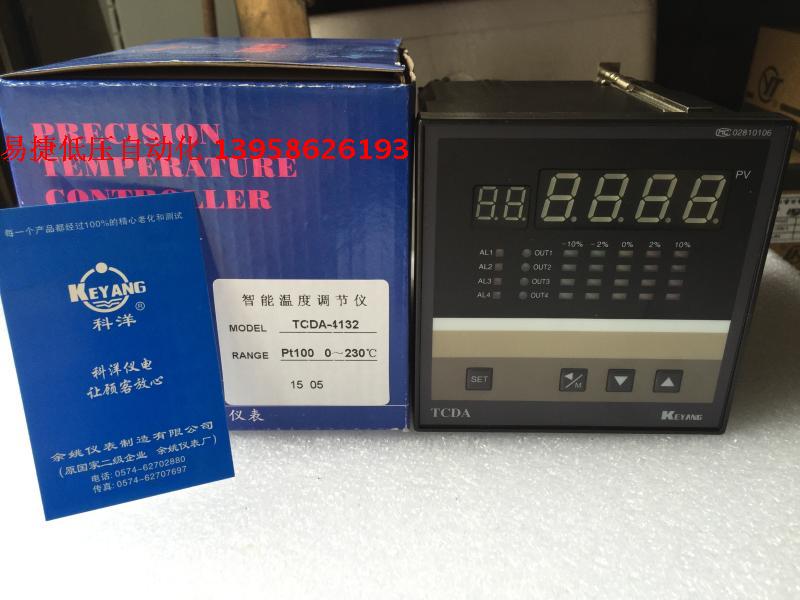 PRECISION
TEMPERATURE
CONTROLLER
易捷低压自动化 13958626193
每一个产品都经过100%的精心老化和测试
KEYANG
®
科洋
科洋仪电
让顾客放心
余姚仪表制造有限公司
(原国家二级企业 余姚仪表厂)
电话:0574-62702880
传真:0574-62707697
智能温度调节仪
MODEL TCDA-4132
RANGE Pt100 0～230℃
15 05
仪表
MC 02810106
PV
-10% -2% 0% 2% 10%
AL1 OUT1
AL2 OUT2
AL3 OUT3
AL4 OUT4
SET
/M
TCDA
KEYANG